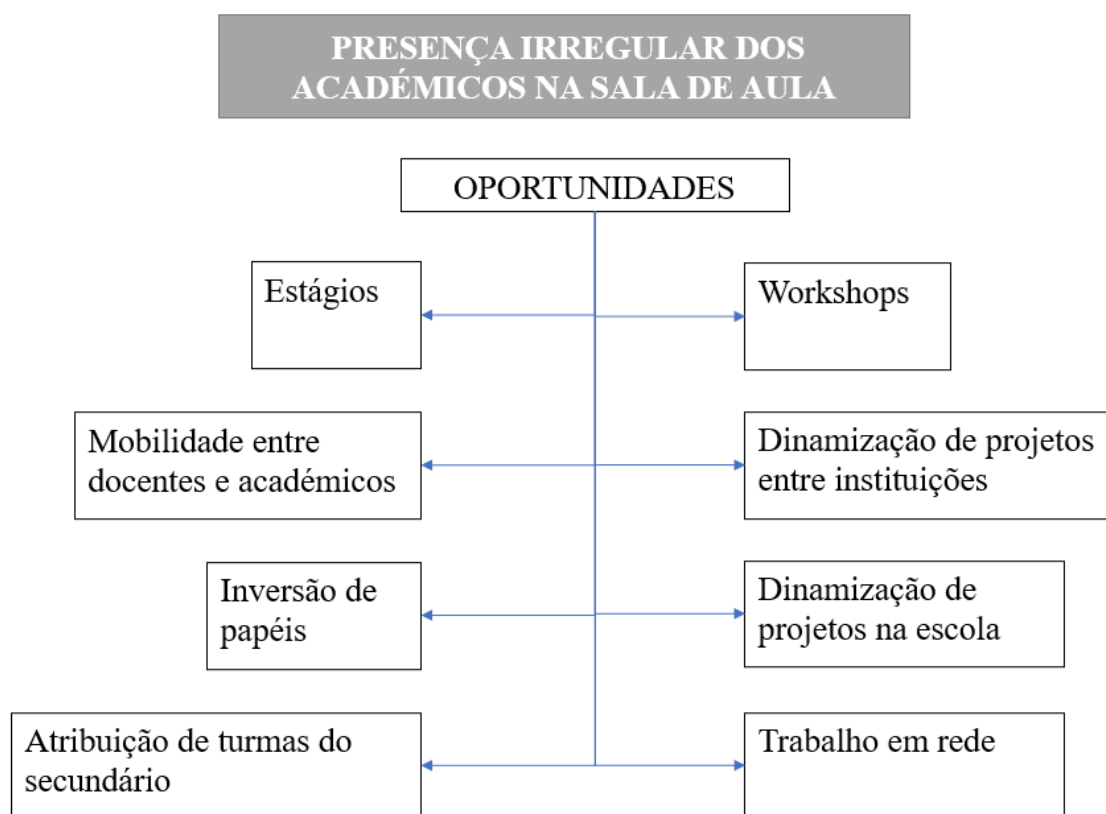 PRESENÇA IRREGULAR DOS
ACADÉMICOS NA SALA DE AULA
OPORTUNIDADES
Estágios
Workshops
Mobilidade entre
docentes e académicos
Dinamização de projetos
entre instituições
Inversão de
papéis
Dinamização de
projetos na escola
Atribuição de turmas do
secundário
Trabalho em rede